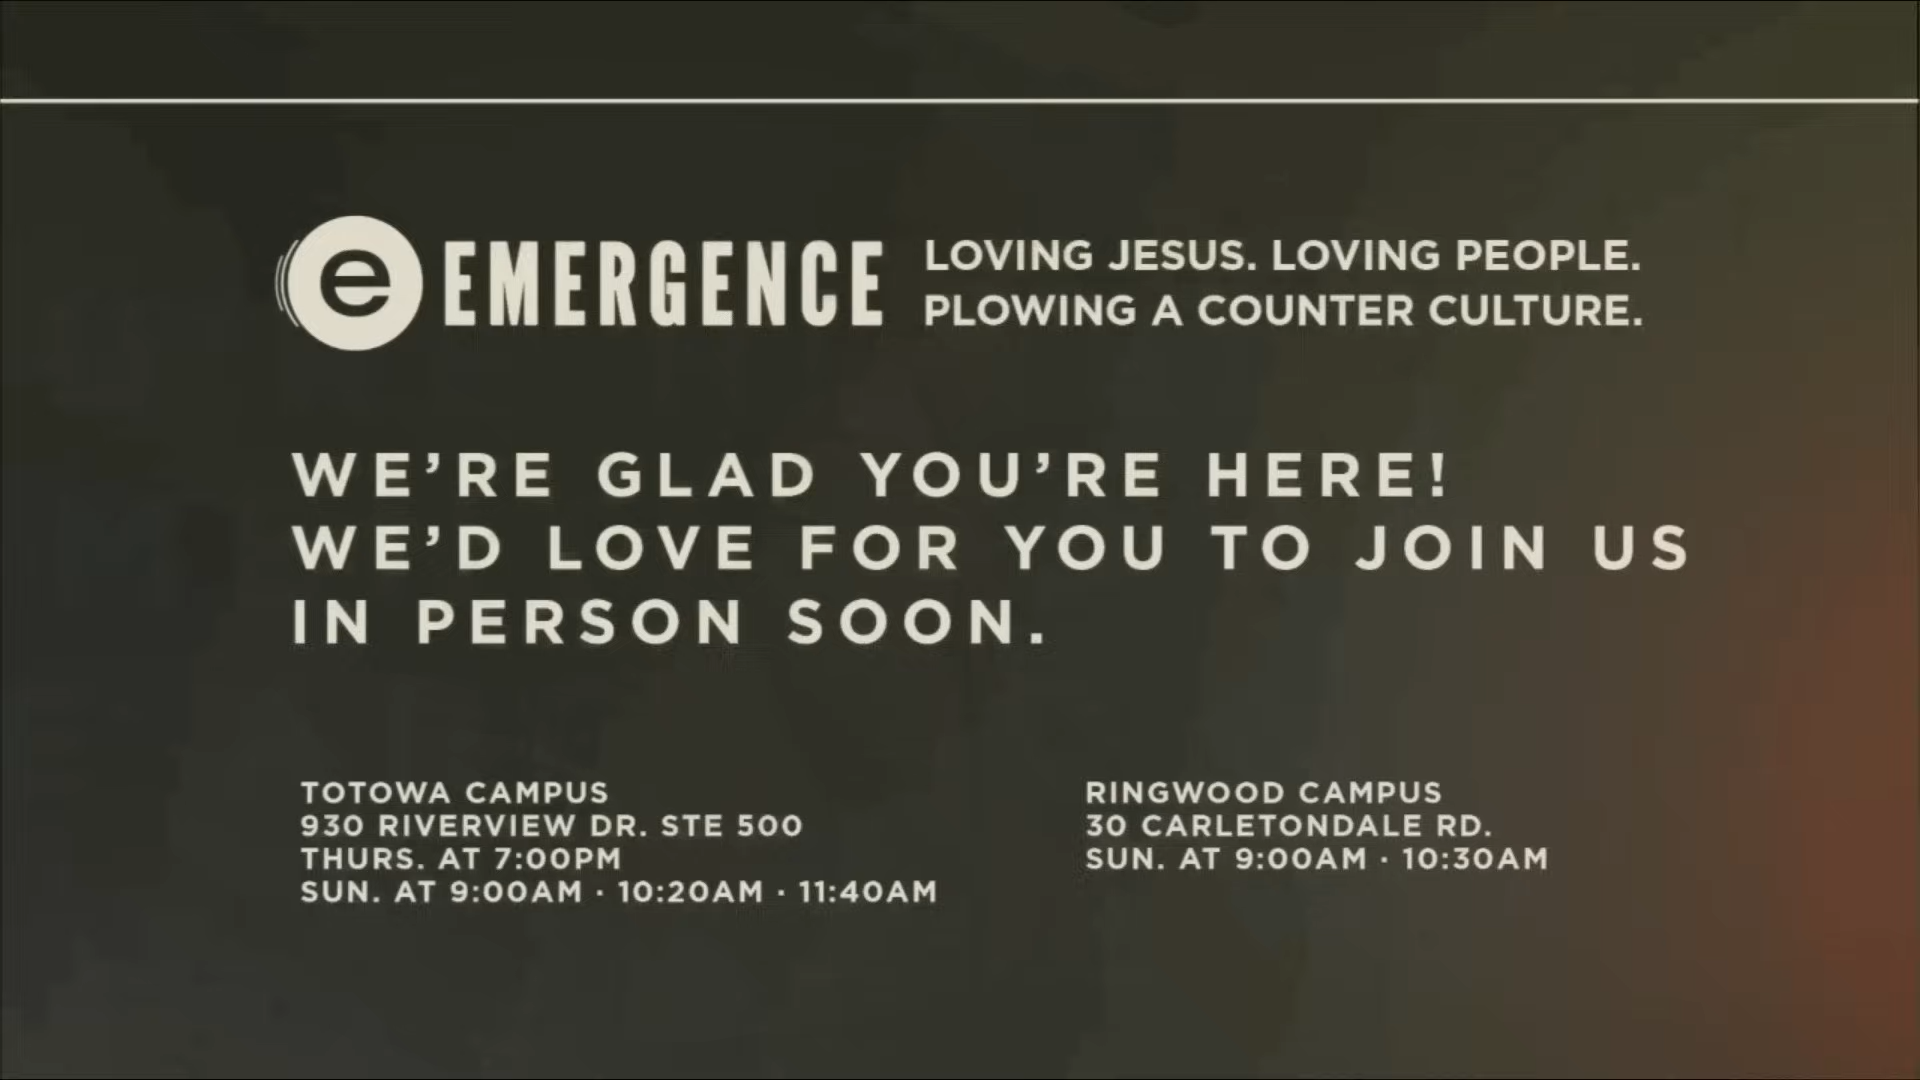 e EMERGENCE
LOVING JESUS. LOVING PEOPLE.
PLOWING A COUNTER CULTURE.
WE’RE GLAD YOU’RE HERE!
WE’D LOVE FOR YOU TO JOIN US
IN PERSON SOON.
TOTOWA CAMPUS
930 RIVERVIEW DR. STE 500
THURS. AT 7:00PM
SUN. AT 9:00AM · 10:20AM · 11:40AM
RINGWOOD CAMPUS
30 CARLETONDALE RD.
SUN. AT 9:00AM · 10:30AM